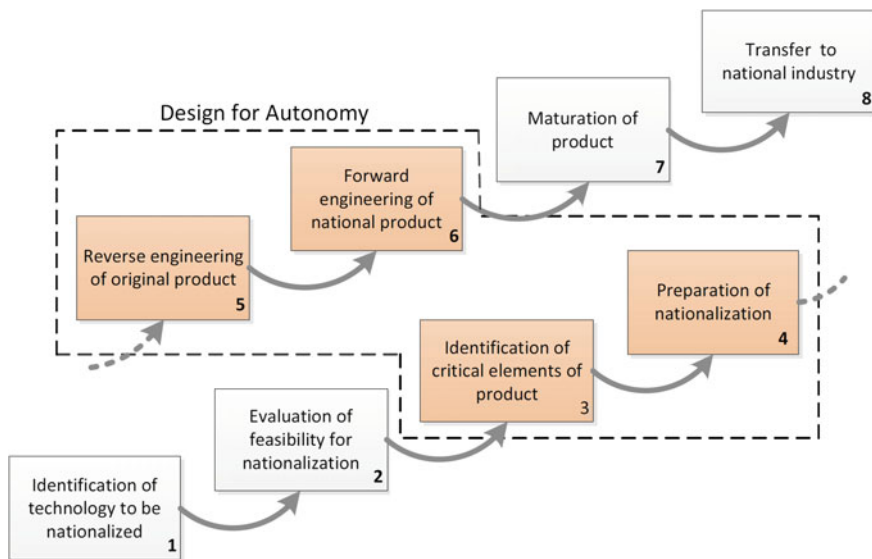 Design for Autonomy
Identification of
technology to be
nationalized
1
Evaluation of
feasibility for
nationalization
2
Identification of
critical elements of
product
3
Preparation of
nationalization
4
Reverse engineering
of original product
5
Forward
engineering of
national product
6
Maturation of
product
7
Transfer to
national industry
8